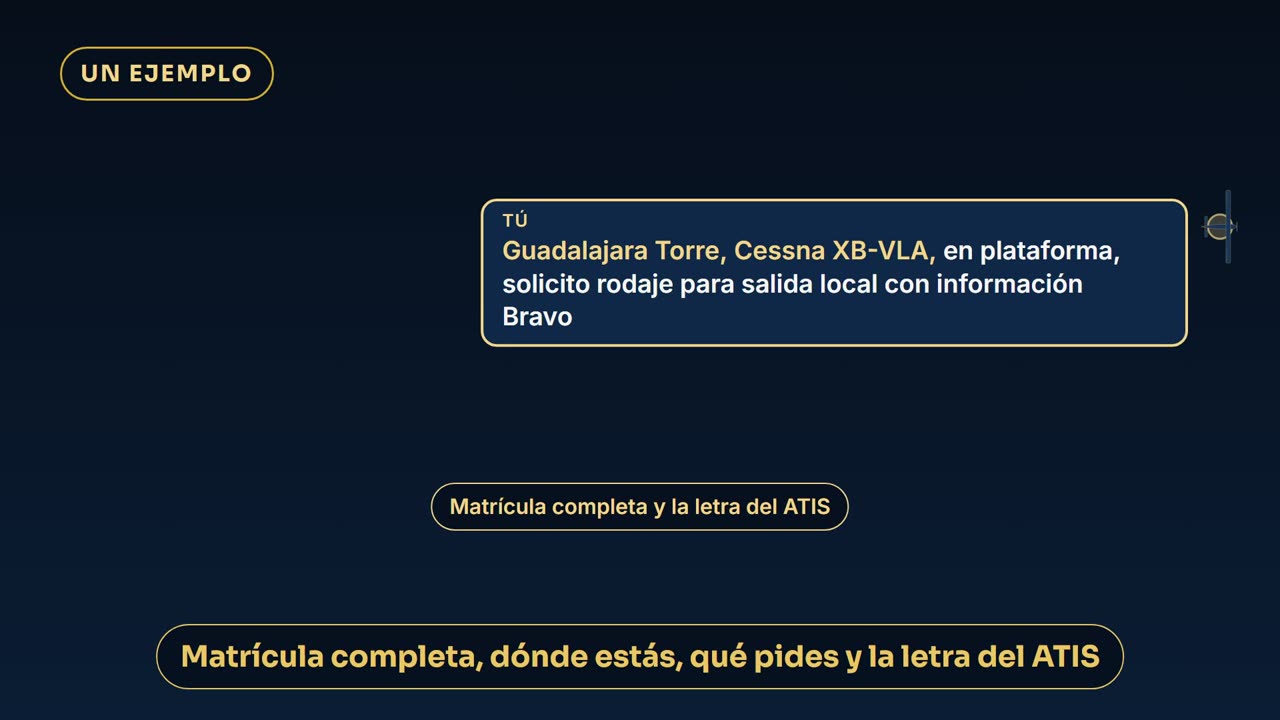 UN EJEMPLO
TÚ
Guadalajara Torre, Cessna XB-VLA, en plataforma,
solicito rodaje para salida local con información
Bravo
Matrícula completa y la letra del ATIS
Matrícula completa, dónde estás, qué pides y la letra del ATIS